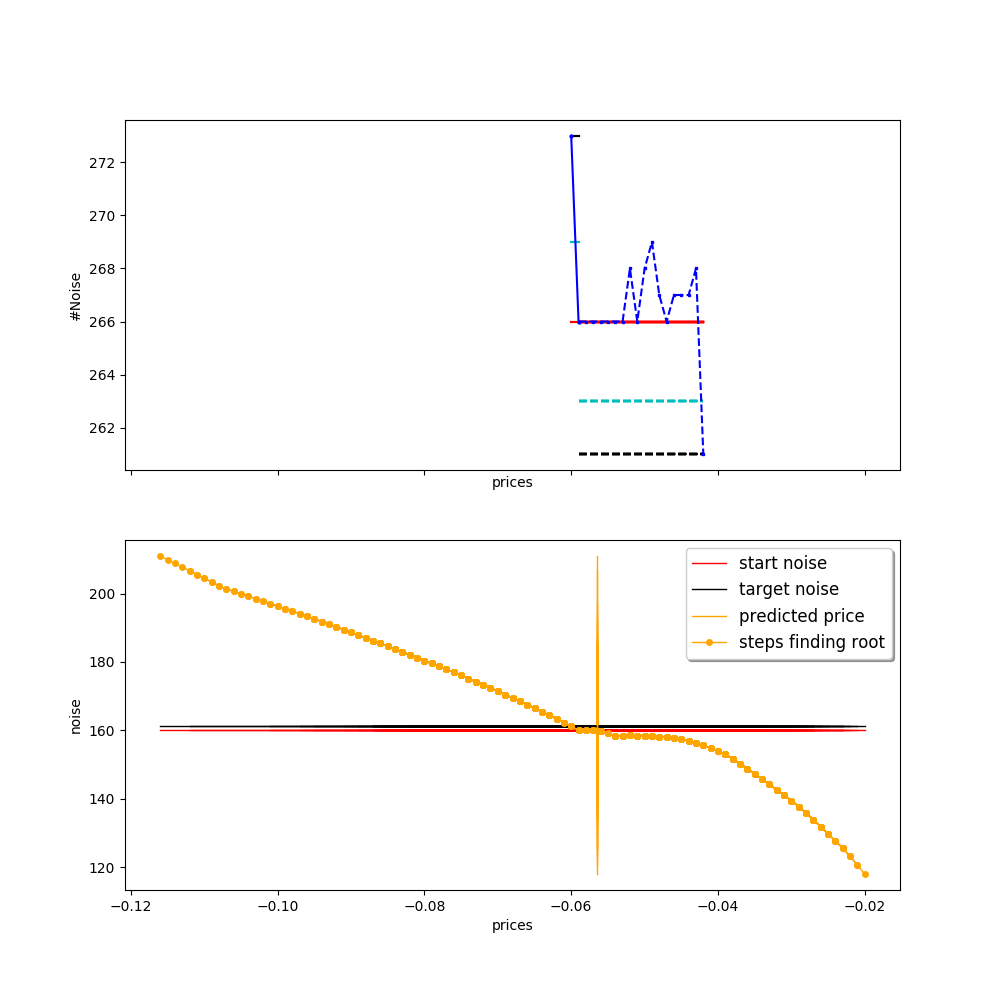 272
270
268
266
264
262
#Noise
prices
start noise
target noise
predicted price
steps finding root
200
180
160
140
120
noise
−0.12 −0.10 −0.08 −0.06 −0.04 −0.02
prices